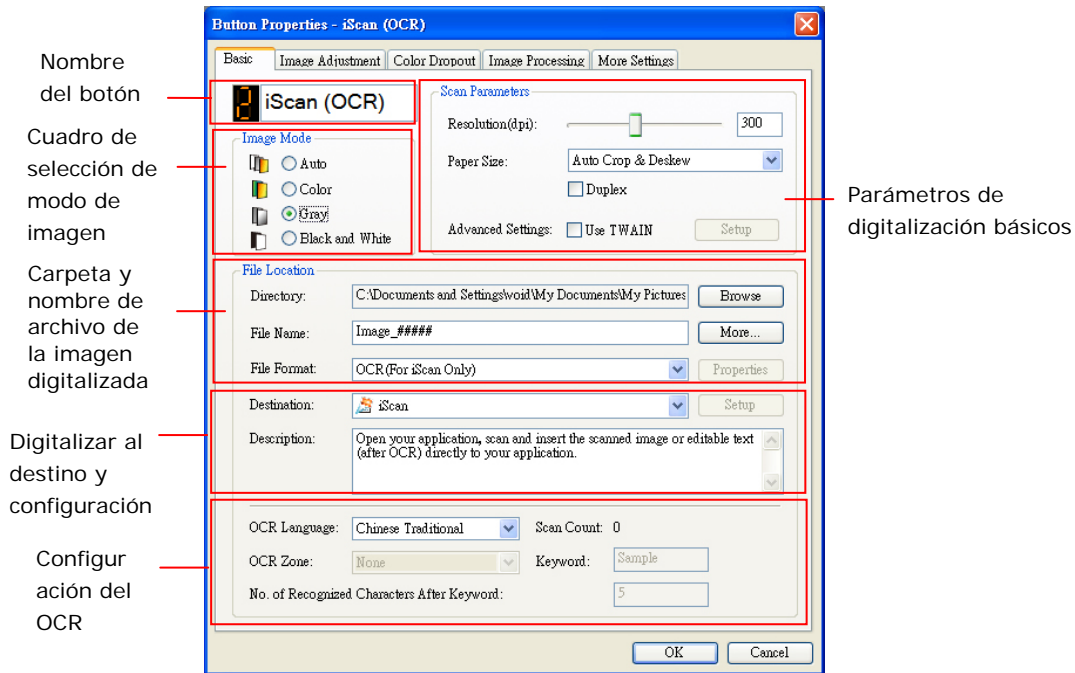 Button Properties - iScan (OCR)
Basic
Image Adjustment
Color Dropout
Image Processing
More Settings
Nombre
del botón
2
iScan (OCR)
Cuadro de
selección de
modo de
imagen
Image Mode
Auto
Color
Gray
Black and White
Scan Parameters
Resolution(dpi):
300
Paper Size:
Auto Crop & Deskew
Duplex
Advanced Settings:
Use TWAIN
Setup
Parámetros de
digitalización básicos
Carpeta y
nombre de
archivo de
la imagen
digitalizada
File Location
Directory:
C:\Documents and Settings\void\My Documents\My Pictures
Browse
File Name:
Image_#####
More...
File Format:
OCR(For iScan Only)
Properties
Digitalizar al
destino y
configuración
Destination:
iScan
Setup
Description:
Open your application, scan and insert the scanned image or editable text
(after OCR) directly to your application.
Configur
ación del
OCR
OCR Language:
Chinese Traditional
Scan Count:
0
OCR Zone:
None
Keyword:
Sample
No. of Recognized Characters After Keyword:
5
OK
Cancel